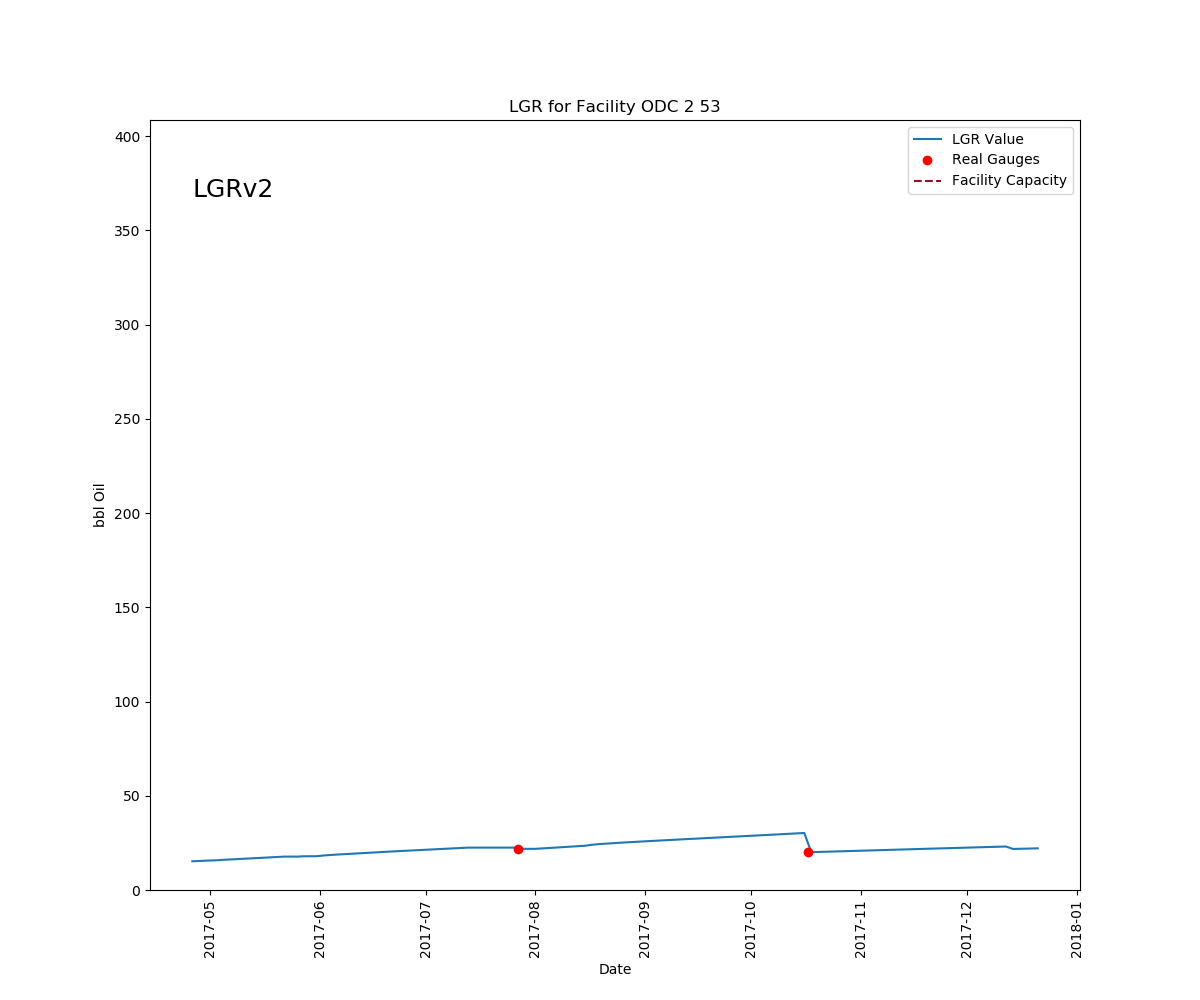 LGR for Facility ODC 2 53
LGRv2
LGR Value
Real Gauges
Facility Capacity
bbl Oil
400
350
300
250
200
150
100
50
0
2017-05
2017-06
2017-07
2017-08
2017-09
2017-10
2017-11
2017-12
2018-01
Date